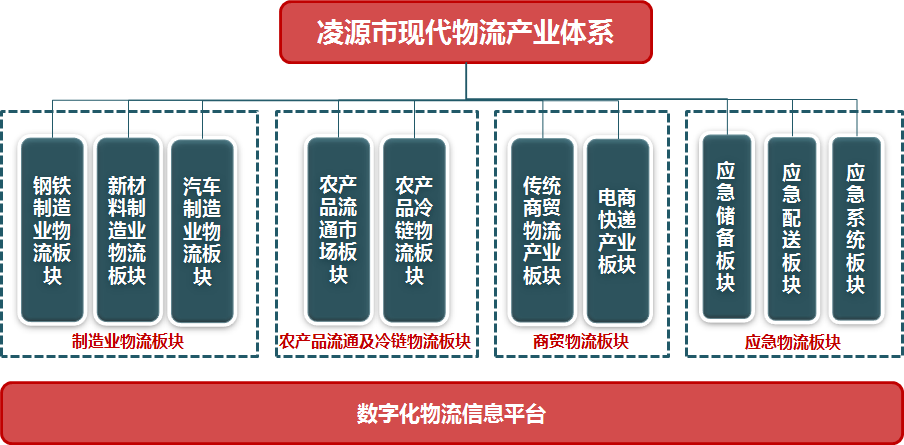 凌源市现代物流产业体系
钢铁
制造
业物
流板
块
新材
料制
造业
物流
板块
汽车
制造
业物
流板
块
农产
品流
通市
场板
块
农产
品冷
链物
流板
块
传统
商贸
物流
产业
板块
电商
快递
产业
板块
应
急
储
备
板
块
应
急
配
送
板
块
应
急
系
统
板
块
制造业物流板块
农产品流通及冷链物流板块
商贸物流板块
应急物流板块
数字化物流信息平台